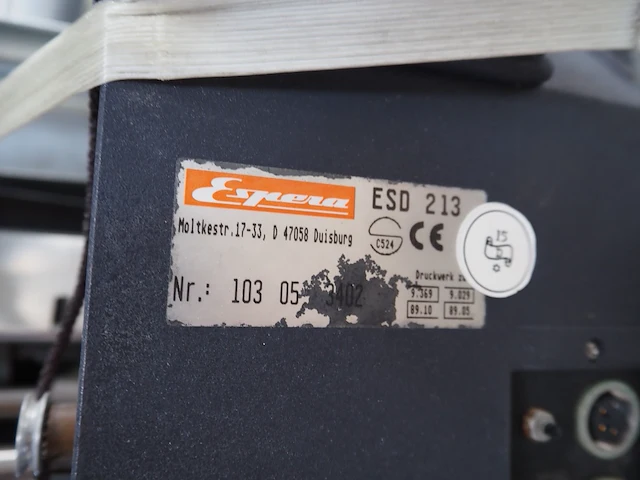 Espera
ESD 213
Moltkestr.17-33, D 47058 Duisburg
C524 CE
Nr.: 103 05 3402
Druckwerk
9.369 9.029
89.10 89.05
15
D